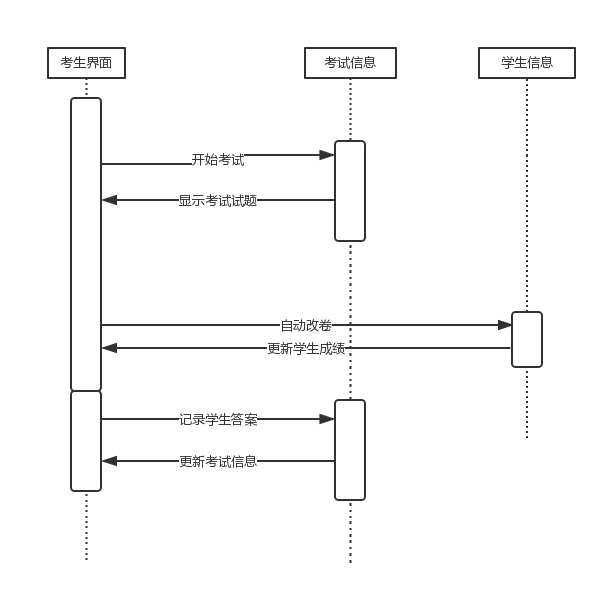 考生界面
考试信息
学生信息
开始考试
显示考试试题
自动改卷
更新学生成绩
记录学生答案
更新考试信息